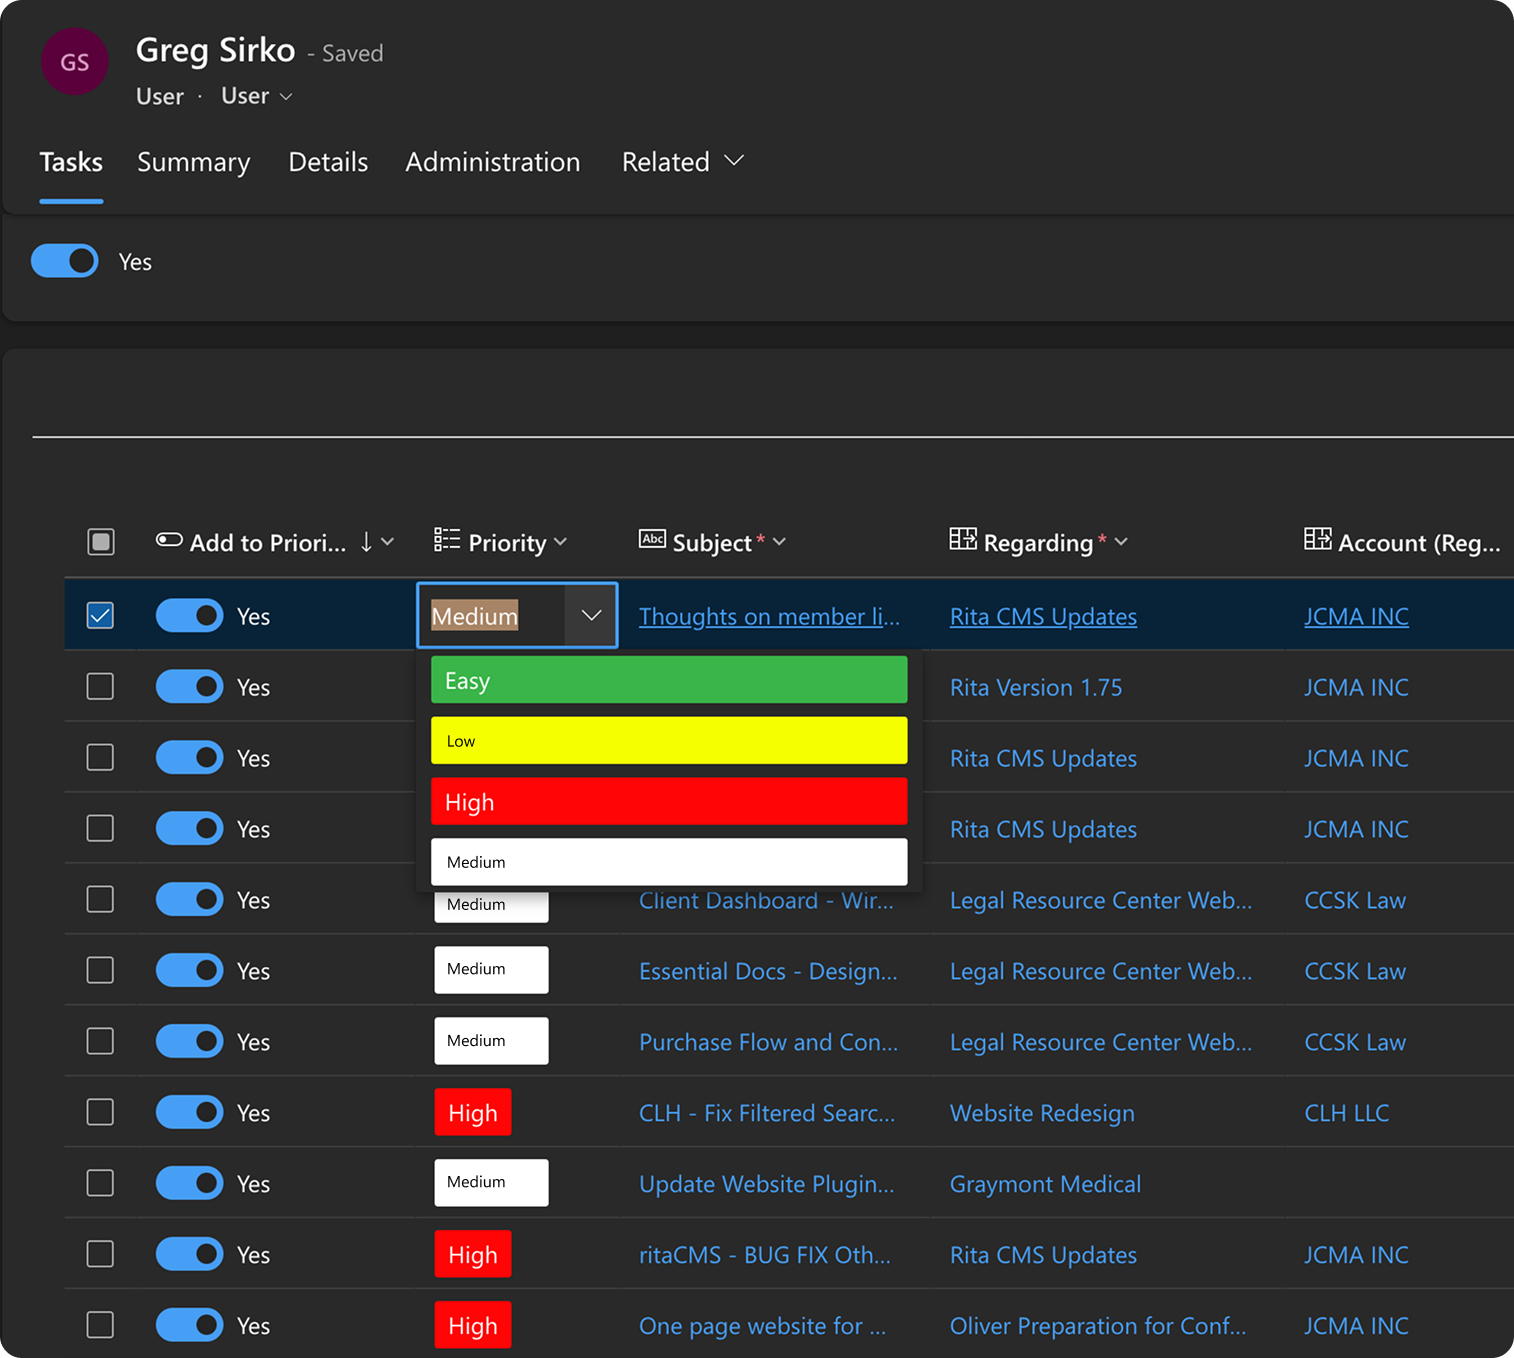 GS
Greg Sirko - Saved
User · User
Tasks Summary Details Administration Related
Yes
Add to Priori... Priority Abc Subject* Regarding* Account (Reg...
Yes Medium Thoughts on member li... Rita CMS Updates JCMA INC
Easy
Yes Rita Version 1.75 JCMA INC
Low
Yes Rita CMS Updates JCMA INC
High
Yes Rita CMS Updates JCMA INC
Medium
Yes Medium Client Dashboard - Wir... Legal Resource Center Web... CCSK Law
Yes Medium Essential Docs - Design... Legal Resource Center Web... CCSK Law
Yes Medium Purchase Flow and Con... Legal Resource Center Web... CCSK Law
Yes High CLH - Fix Filtered Searc... Website Redesign CLH LLC
Yes Medium Update Website Plugin... Graymont Medical
Yes High ritaCMS - BUG FIX Oth... Rita CMS Updates JCMA INC
Yes High One page website for ... Oliver Preparation for Conf... JCMA INC